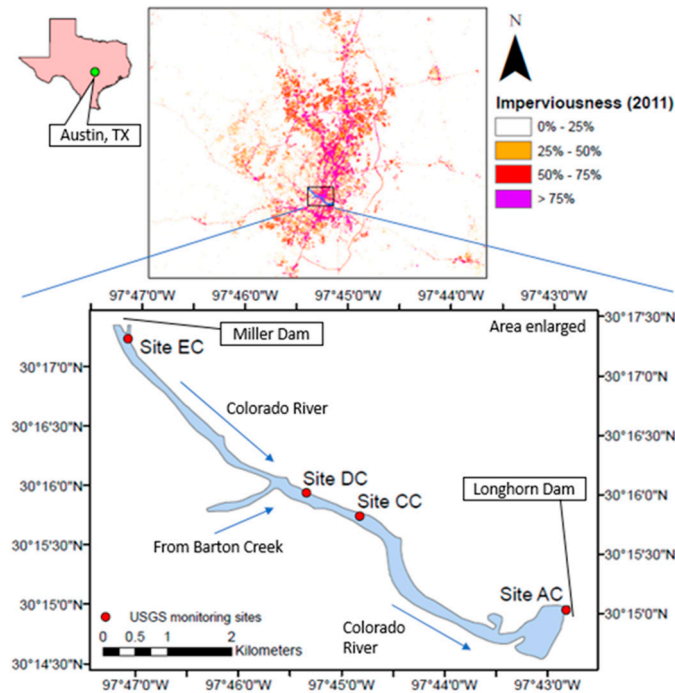 N
Austin, TX
Imperviousness (2011)
0% - 25%
25% - 50%
50% - 75%
> 75%
97°47'0"W 97°46'0"W 97°45'0"W 97°44'0"W 97°43'0"W
Miller Dam
Area enlarged
30°17'30"N
Site EC
30°17'0"N
30°17'0"N
Colorado River
30°16'30"N
30°16'30"N
Site DC
30°16'0"N
Longhorn Dam
30°16'0"N
Site CC
From Barton Creek
30°15'30"N
30°15'30"N
Site AC
30°15'0"N
30°15'0"N
USGS monitoring sites
0 0.5 1 2
Kilometers
Colorado
River
30°14'30"N
97°47'0"W 97°46'0"W 97°45'0"W 97°44'0"W 97°43'0"W